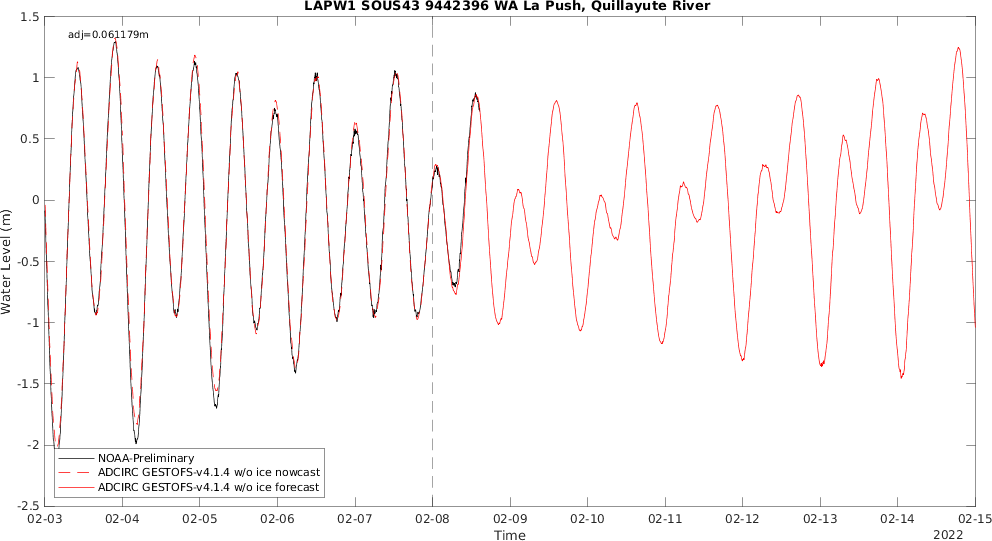 LAPW1 SOUS43 9442396 WA La Push, Quillayute River
adj=0.061179m
1.5
1
0.5
0
-0.5
-1
-1.5
-2
-2.5
Water Level (m)
NOAA-Preliminary
ADCIRC GESTOFS-v4.1.4 w/o ice nowcast
ADCIRC GESTOFS-v4.1.4 w/o ice forecast
02-03 02-04 02-05 02-06 02-07 02-08 02-09 02-10 02-11 02-12 02-13 02-14 02-15
Time
2022